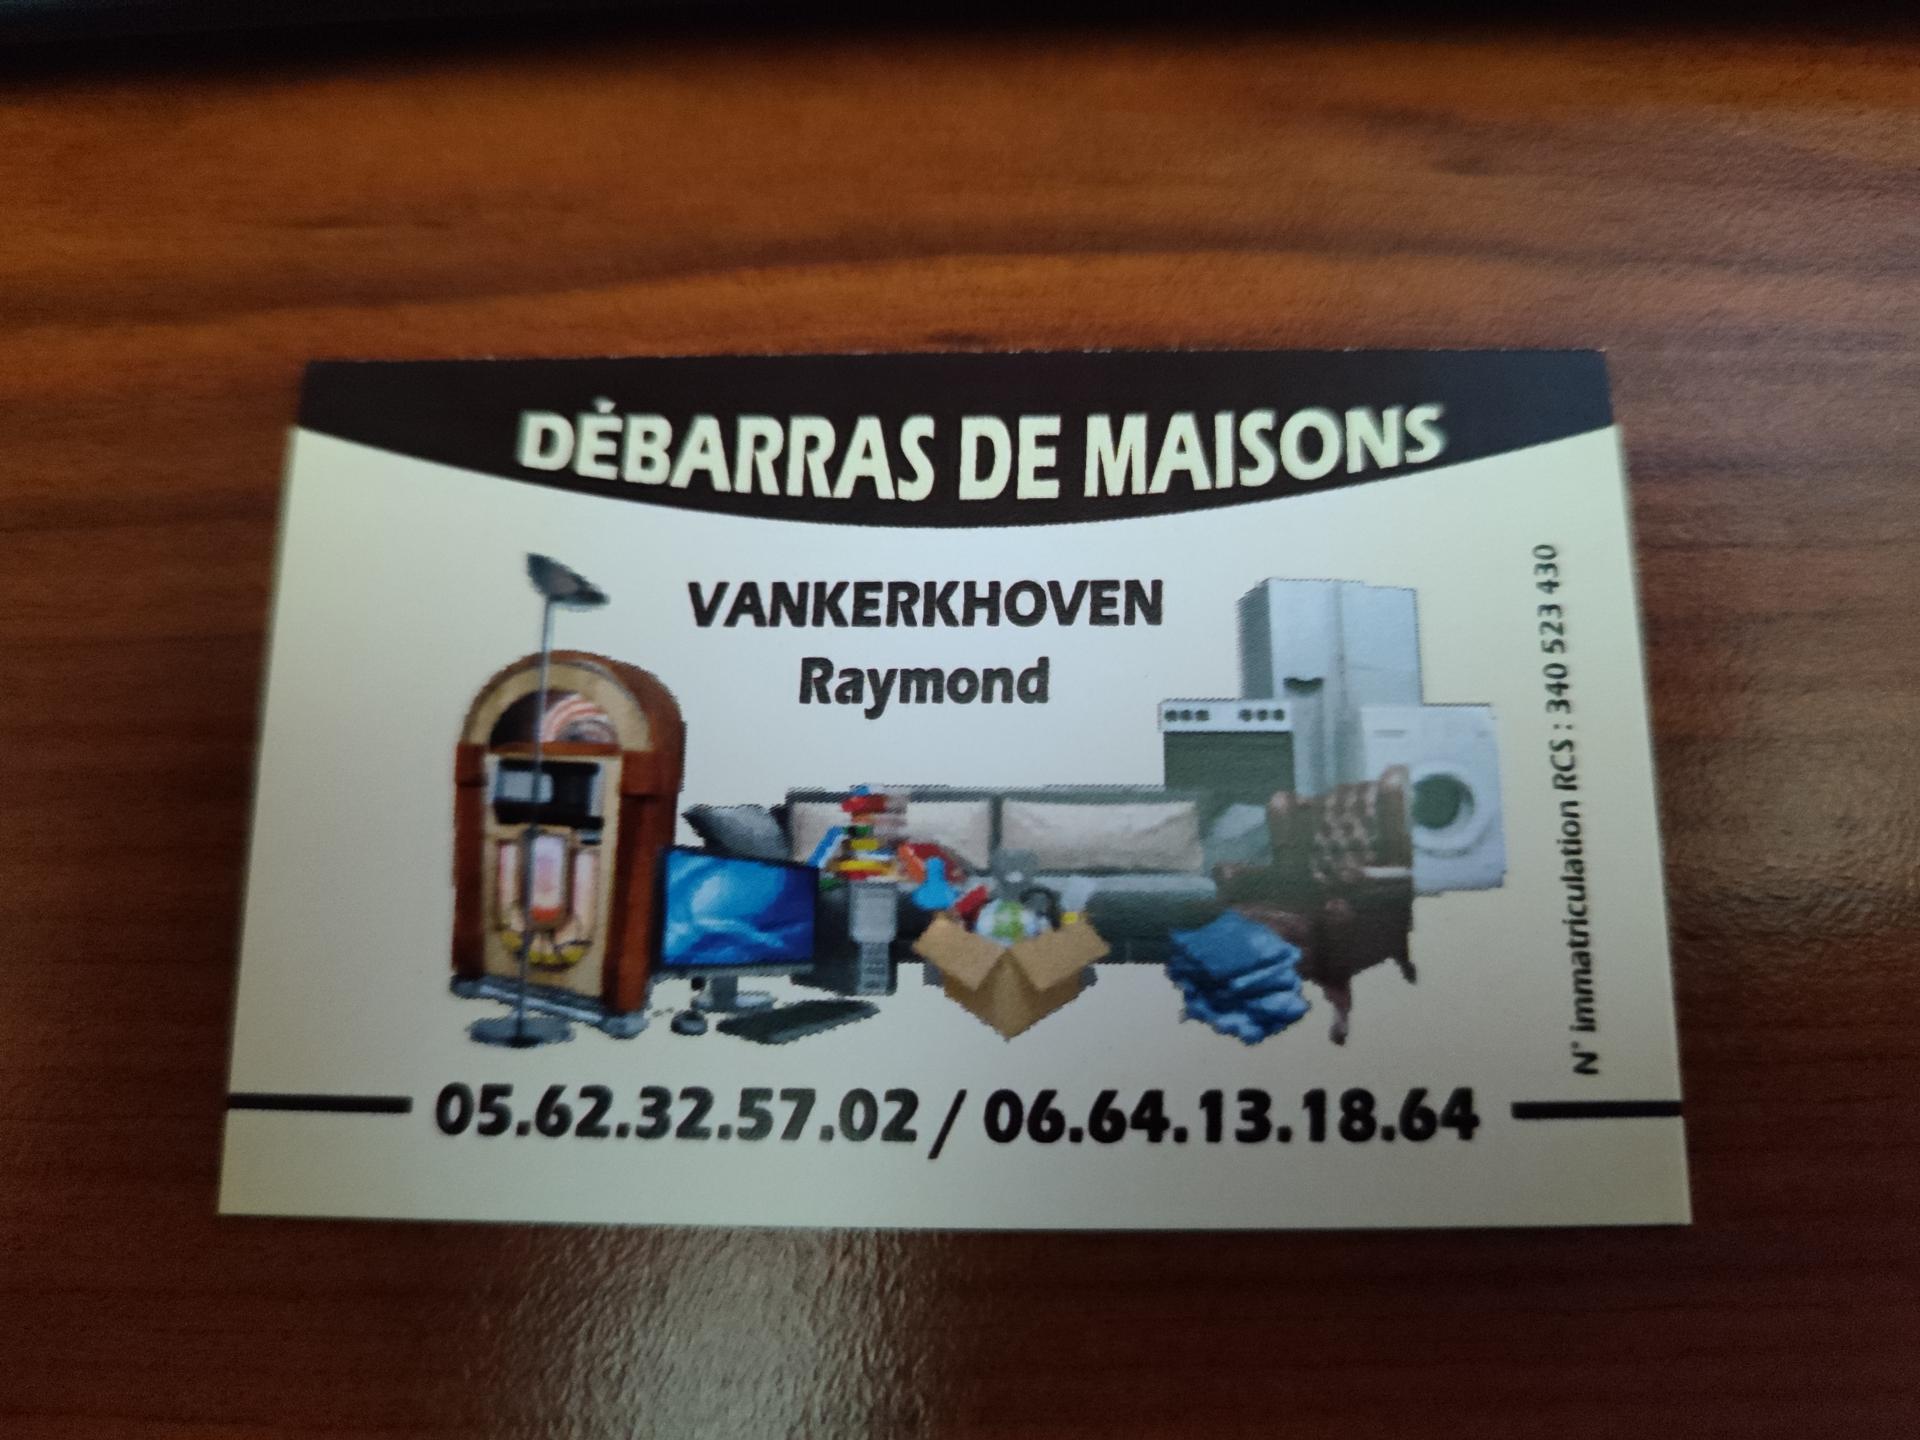 DÉBARRAS DE MAISONS
VANKERKHOVEN
Raymond
N° immatriculation RCS : 340 523 430
05.62.32.57.02 / 06.64.13.18.64